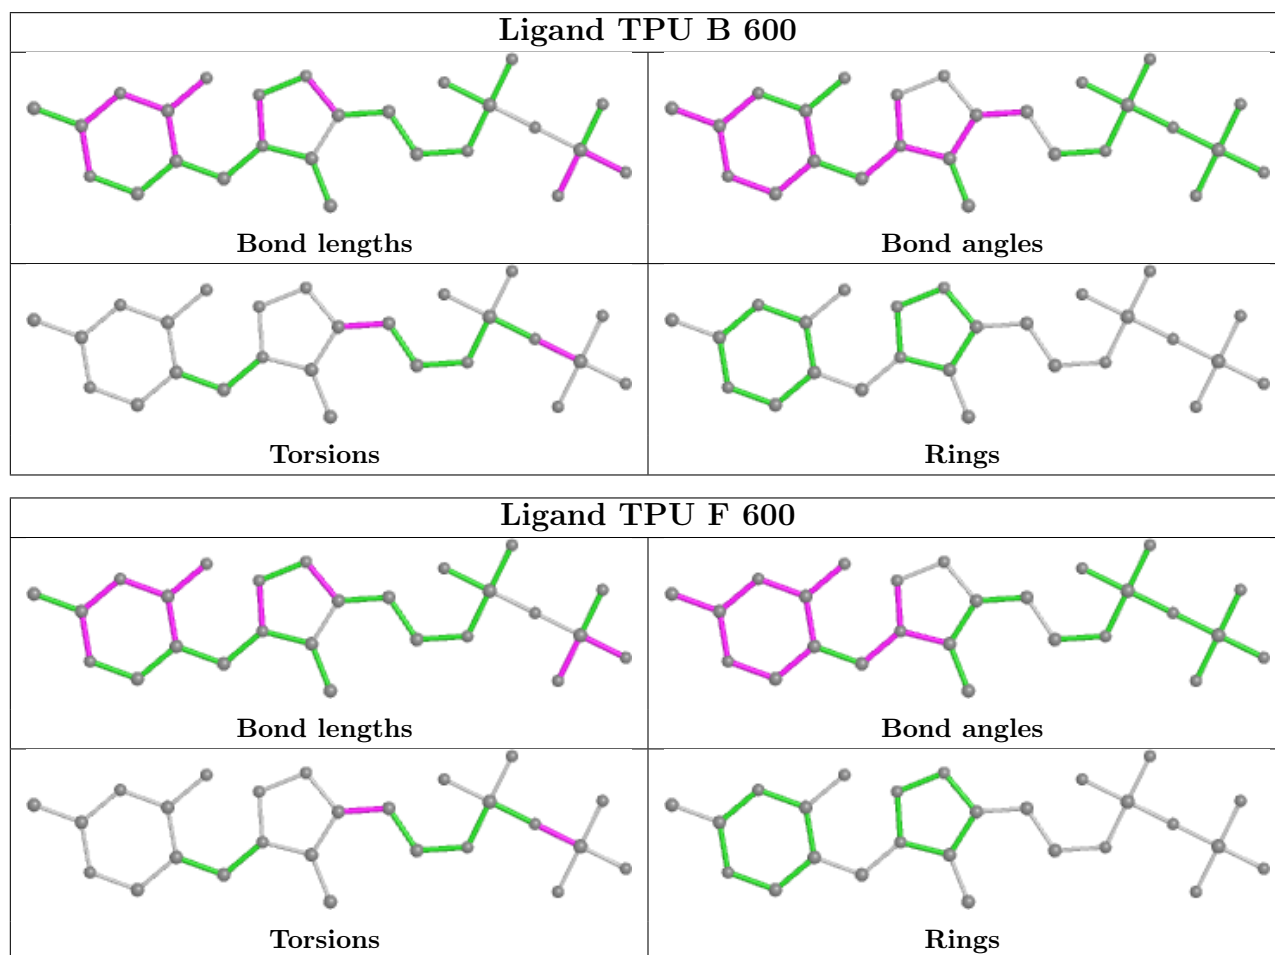 Ligand TPU B 600
Bond lengths
Bond angles
Torsions
Rings
Ligand TPU F 600
Bond lengths
Bond angles
Torsions
Rings